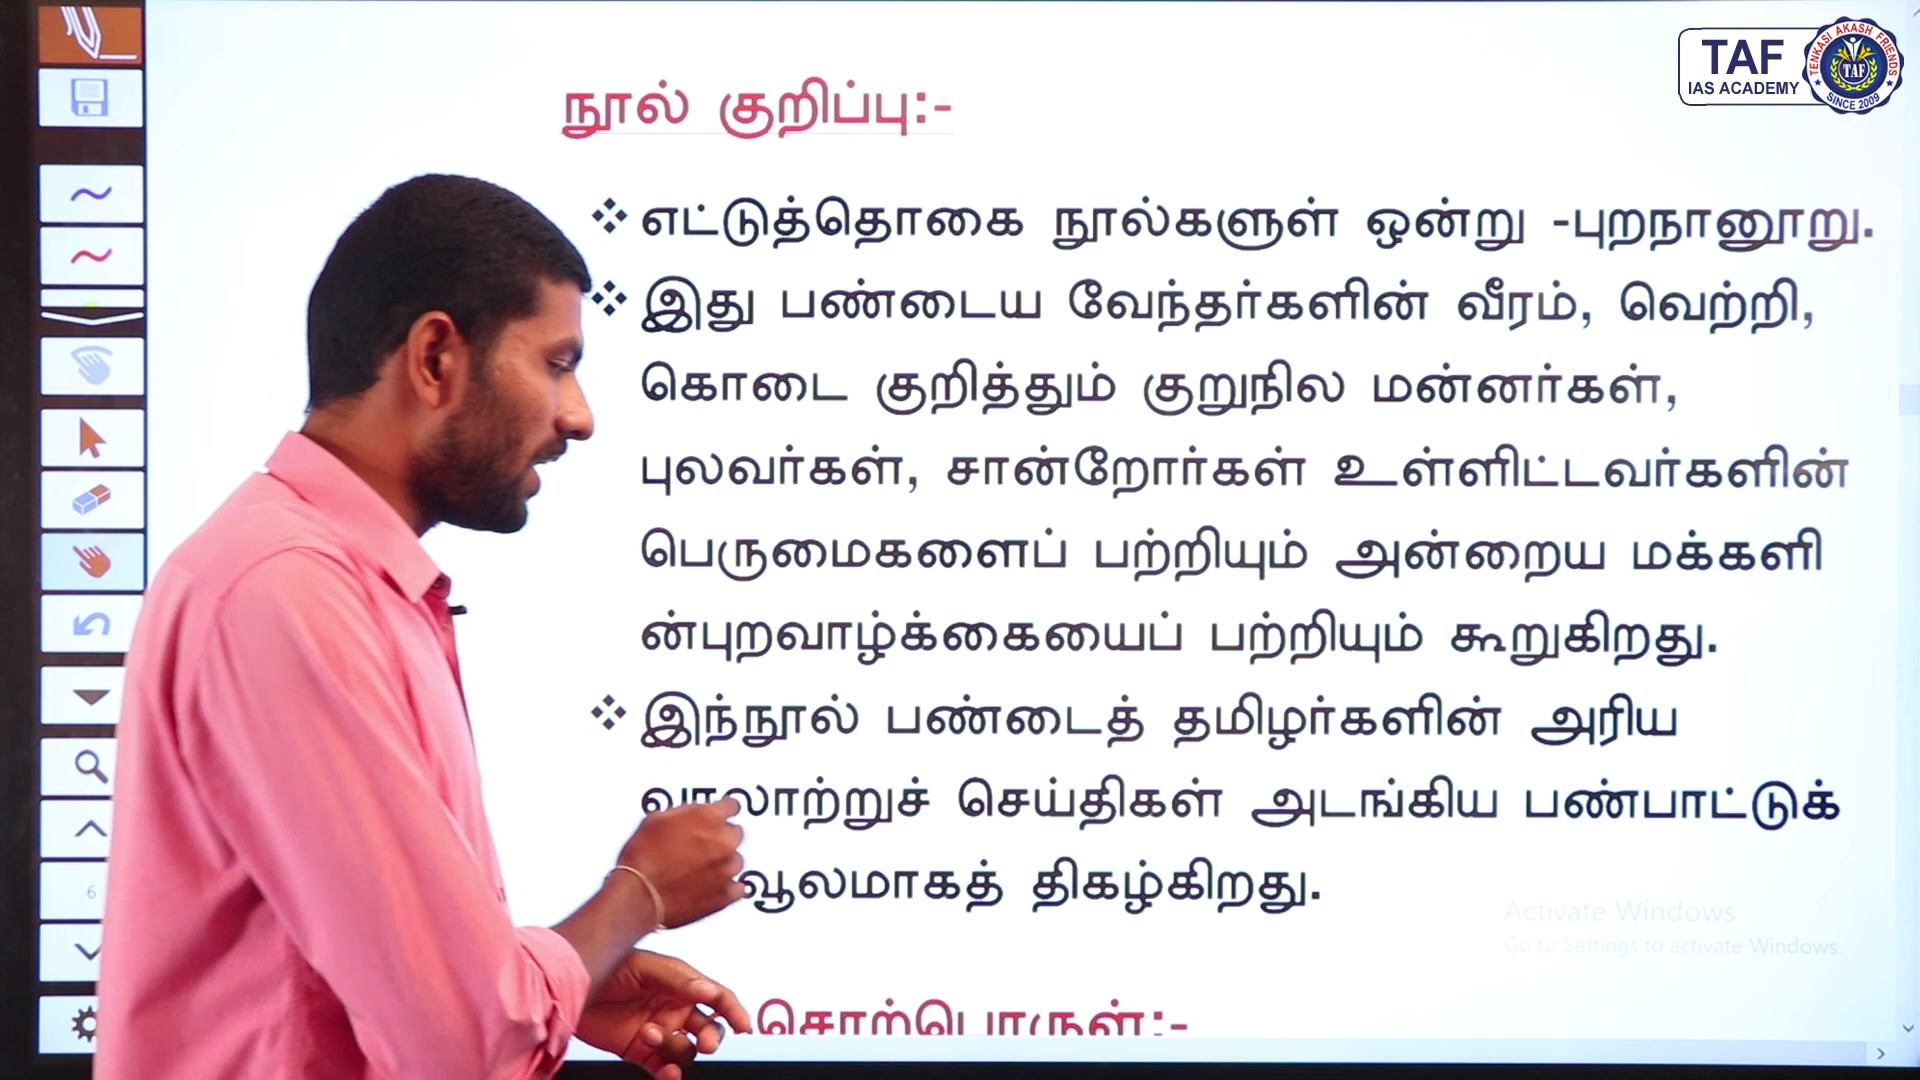 TAF
IAS ACADEMY
TENKASI AKASH FRIENDS
TAF
SINCE 2009
நூல் குறிப்பு:-
❖ எட்டுத்தொகை நூல்களுள் ஒன்று -புறநானூறு.
❖ இது பண்டைய வேந்தர்களின் வீரம், வெற்றி,
கொடை குறித்தும் குறுநில மன்னர்கள்,
புலவர்கள், சான்றோர்கள் உள்ளிட்டவர்களின்
பெருமைகளைப் பற்றியும் அன்றைய மக்களி
ன்புறவாழ்க்கையைப் பற்றியும் கூறுகிறது.
❖ இந்நூல் பண்டைத் தமிழர்களின் அரிய
வரலாற்றுச் செய்திகள் அடங்கிய பண்பாட்டுக்
திகழ்கிறது.
6
Activate Windows
Go to Settings to activate Windows.
சொற்பொருள்:-